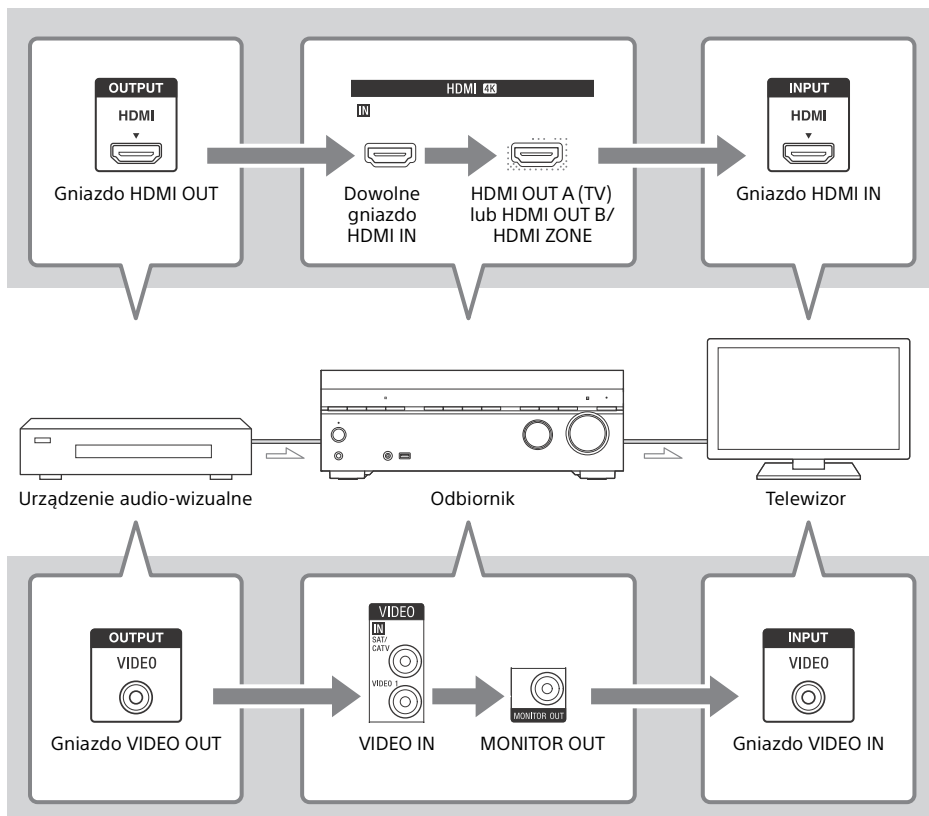 OUTPUT
HDMI
Gniazdo HDMI OUT
HDMI 4K
IN
Dowolne
gniazdo
HDMI IN
HDMI OUT A (TV)
lub HDMI OUT B/
HDMI ZONE
INPUT
HDMI
Gniazdo HDMI IN
Urządzenie audio-wizualne
Odbiornik
Telewizor
OUTPUT
VIDEO
Gniazdo VIDEO OUT
VIDEO
IN
SAT/
CATV
VIDEO 1
VIDEO IN
MONITOR OUT
MONITOR OUT
INPUT
VIDEO
Gniazdo VIDEO IN